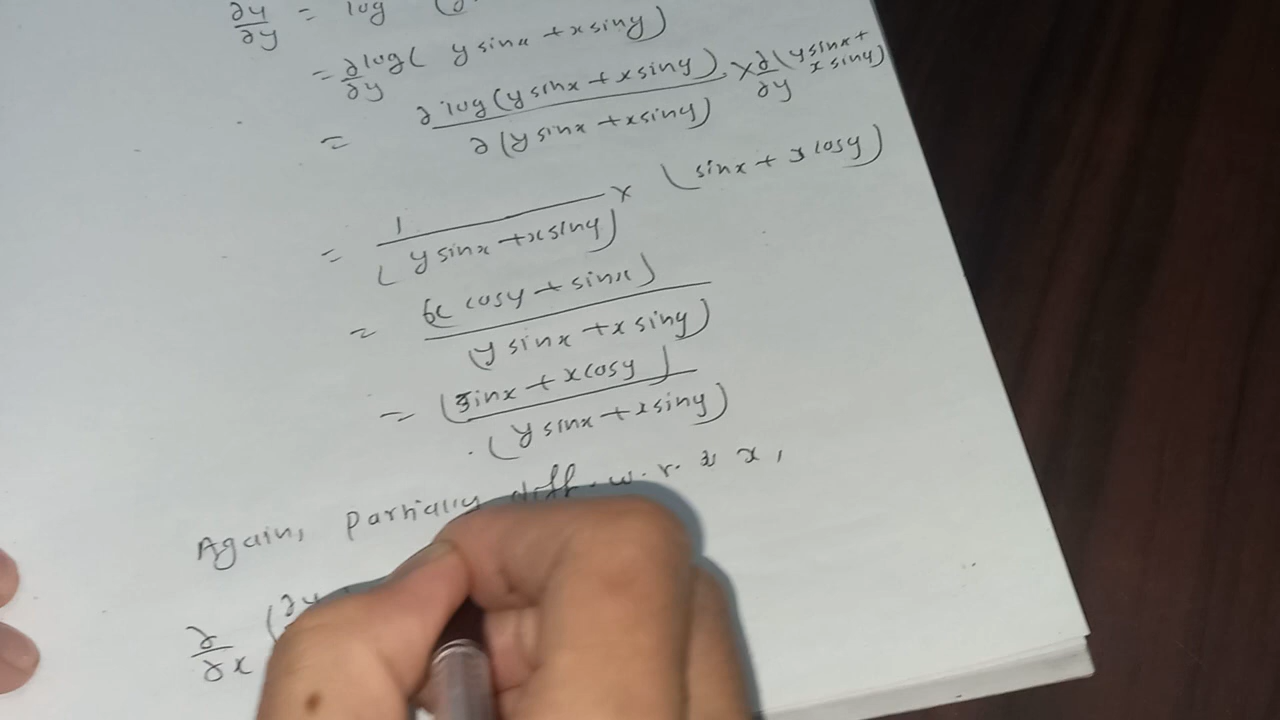 ∂u/∂y = log (
= ∂/∂y log( y sinx + x siny)
= ∂ log(y sinx + x siny)/∂(y sinx + x siny) × ∂/∂y (y sinx + x siny)
= 1/(y sinx + x siny) × (sinx + x cosy)
= (x cosy + sinx)/(y sinx + x siny)
= (sinx + x cosy)/(y sinx + x siny)
Again, partially diff. w.r. x,
∂/∂x (∂u